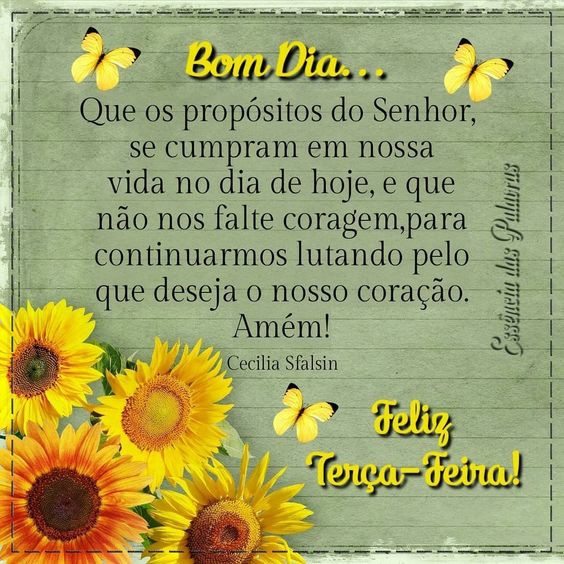 Bom Dia...
Que os propósitos do Senhor,
se cumpram em nossa
vida no dia de hoje, e que
não nos falte coragem,para
continuarmos lutando pelo
que deseja o nosso coração.
Amém!
Cecilia Sfalsin
Essência das Palavras
Feliz
Terça-Feira!